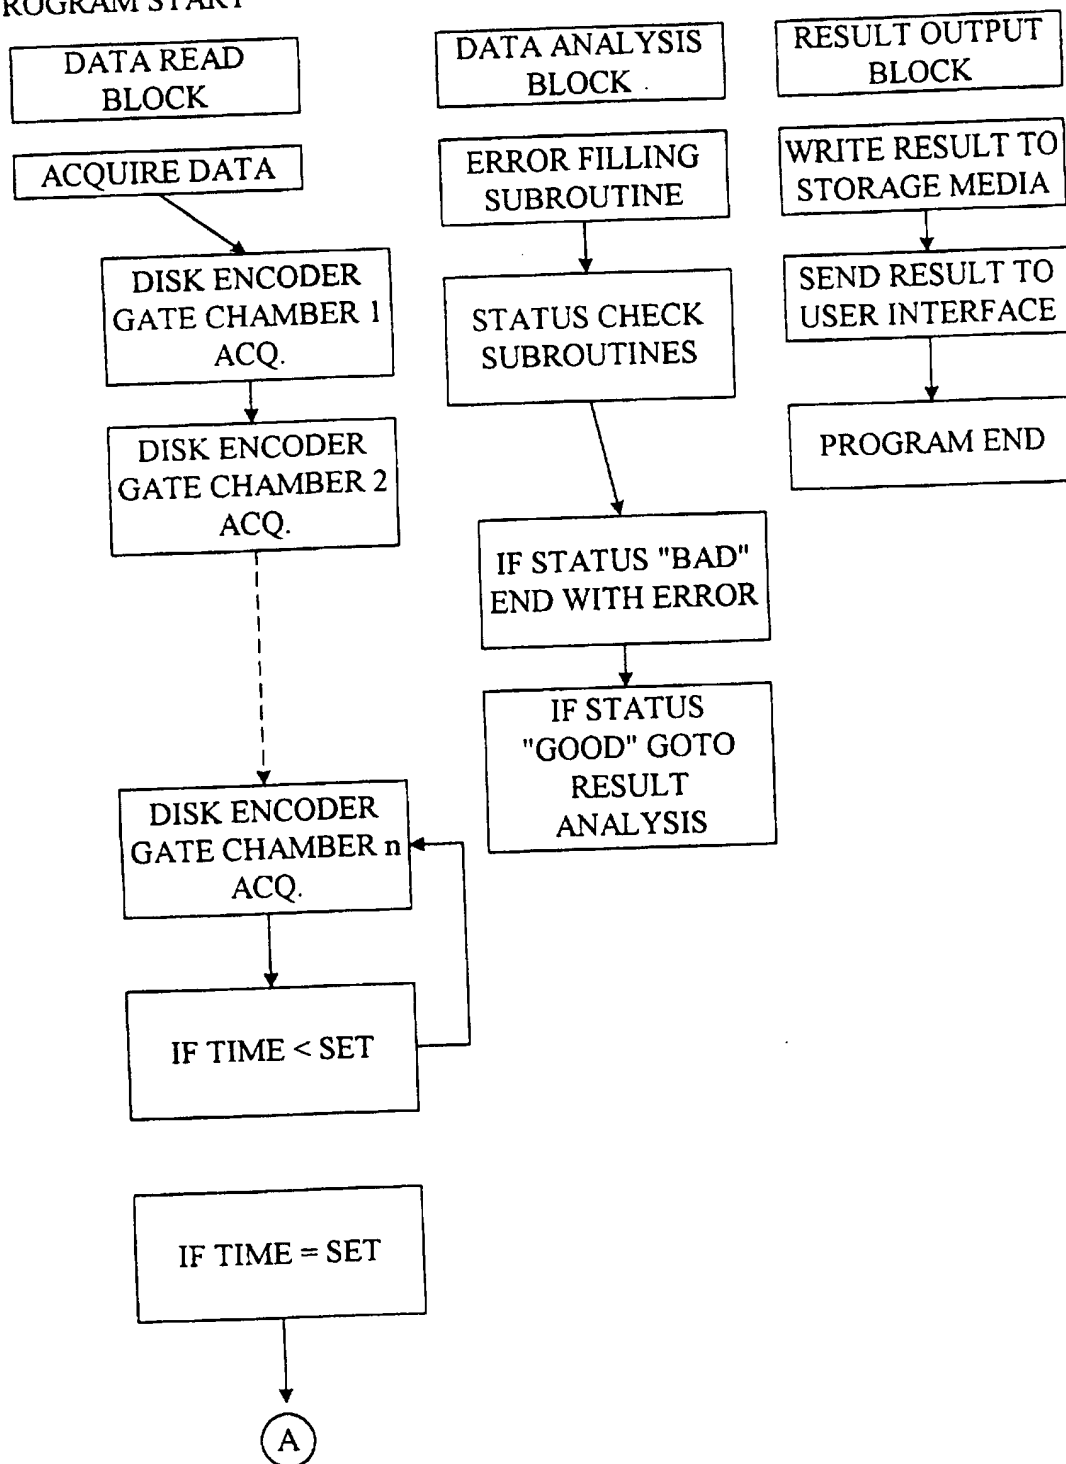 ROGRAM START
DATA READ
BLOCK
ACQUIRE DATA
DISK ENCODER
GATE CHAMBER 1
ACQ.
DISK ENCODER
GATE CHAMBER 2
ACQ.
DISK ENCODER
GATE CHAMBER n
ACQ.
IF TIME < SET
IF TIME = SET
A
DATA ANALYSIS
BLOCK
ERROR FILLING
SUBROUTINE
STATUS CHECK
SUBROUTINES
IF STATUS "BAD"
END WITH ERROR
IF STATUS
"GOOD" GOTO
RESULT
ANALYSIS
RESULT OUTPUT
BLOCK
WRITE RESULT TO
STORAGE MEDIA
SEND RESULT TO
USER INTERFACE
PROGRAM END